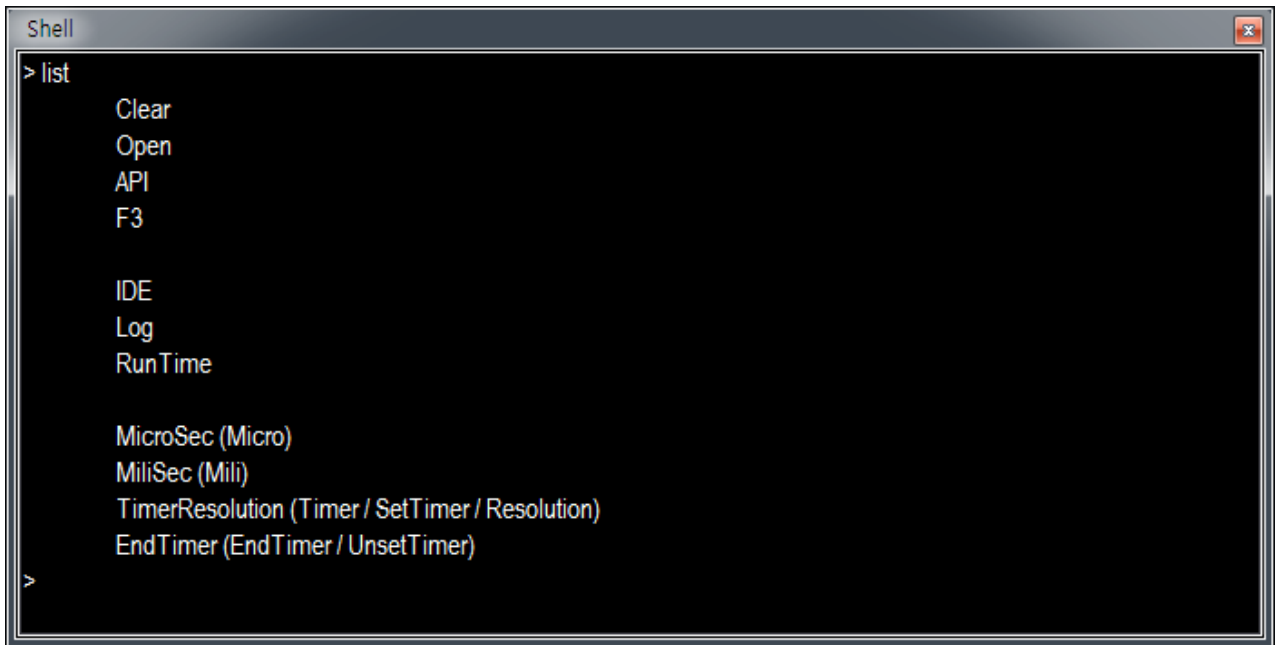 Shell
> list
Clear
Open
API
F3
IDE
Log
RunTime
MicroSec (Micro)
MiliSec (Mili)
TimerResolution (Timer / SetTimer / Resolution)
EndTimer (EndTimer / UnsetTimer)
>